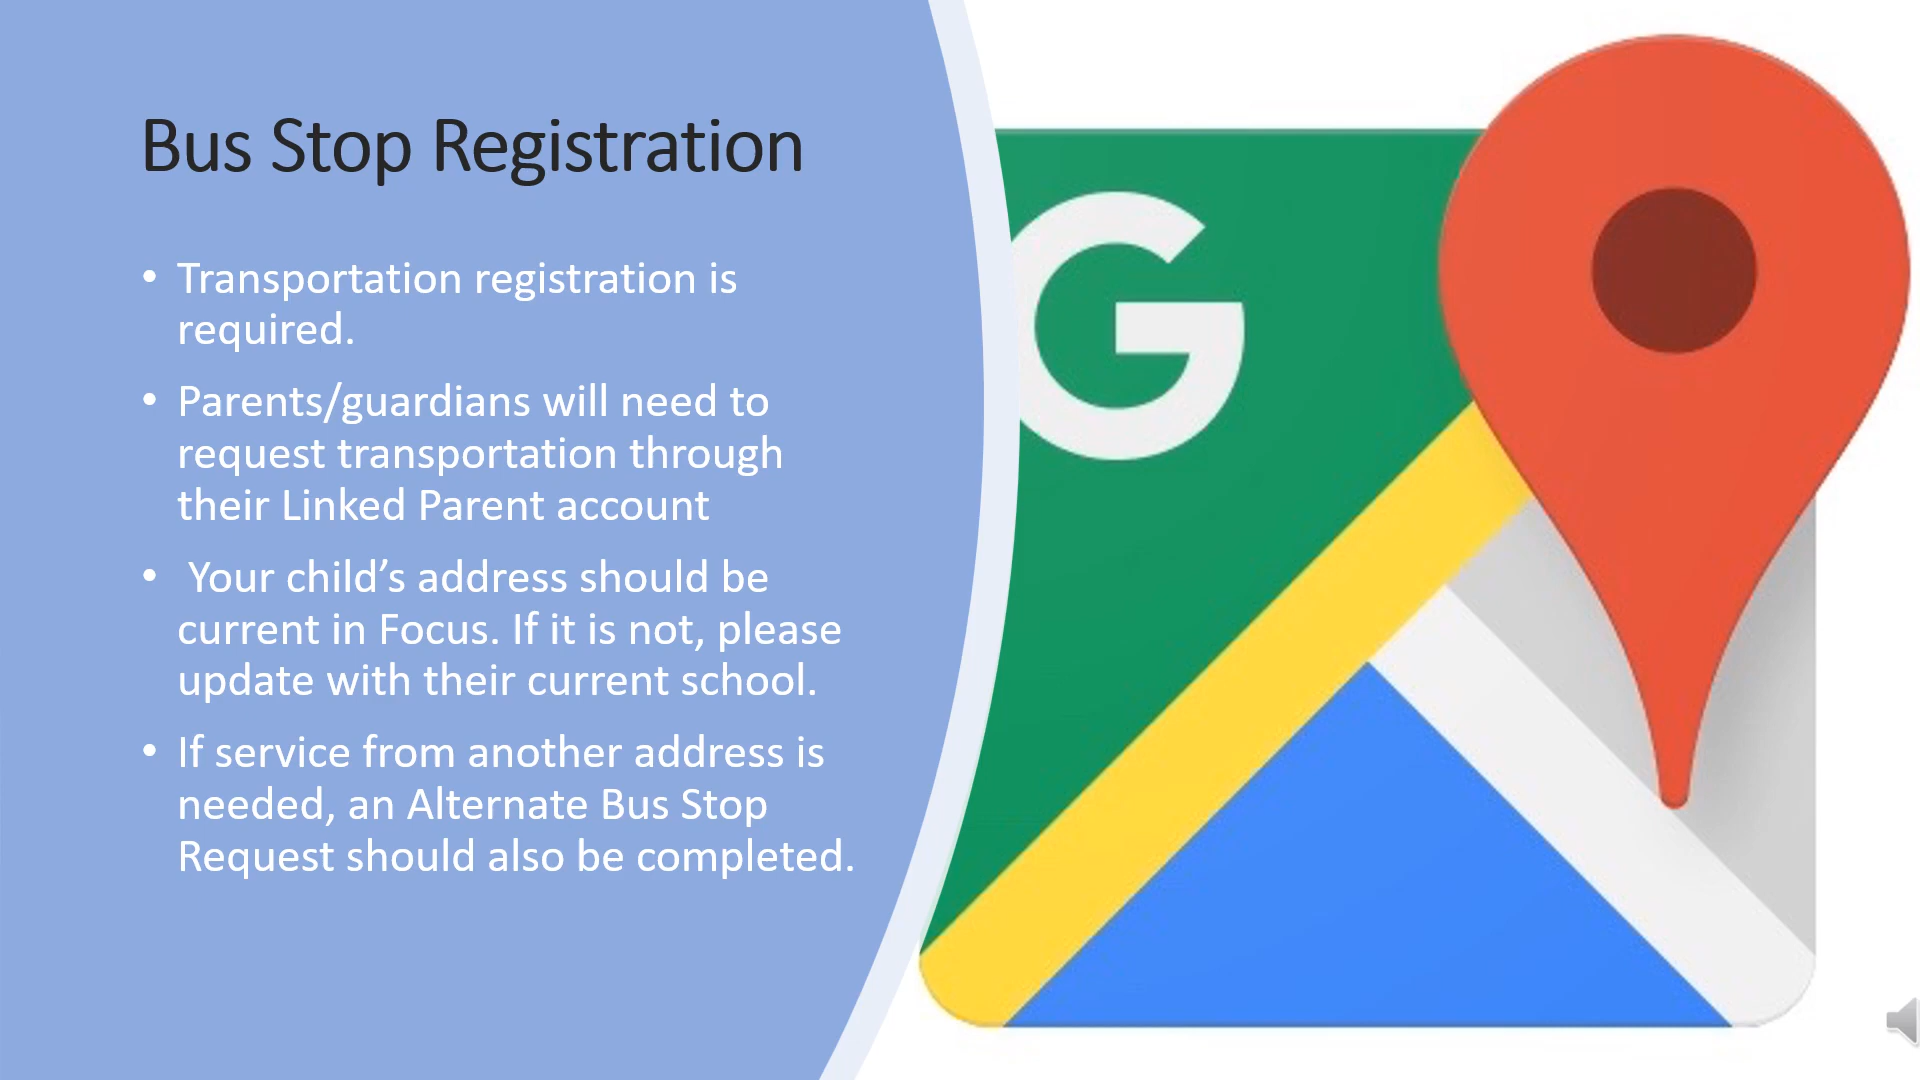 Bus Stop Registration
• Transportation registration is
required.
• Parents/guardians will need to
request transportation through
their Linked Parent account
• Your child’s address should be
current in Focus. If it is not, please
update with their current school.
• If service from another address is
needed, an Alternate Bus Stop
Request should also be completed.
G